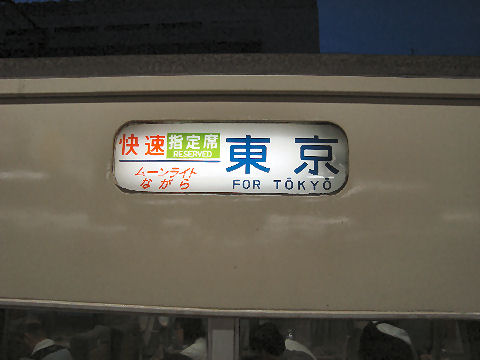 快速 指定席 東京
RESERVED
ムーンライト FOR TŌKYŌ
ながら